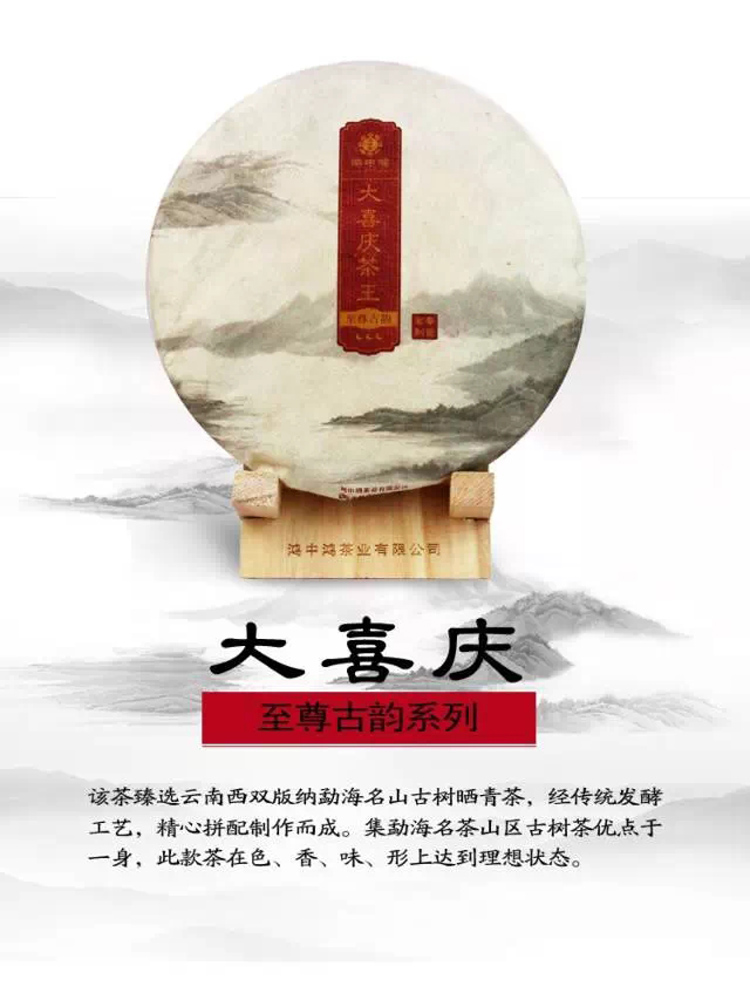 鸿中鸿
大喜庆茶王
至尊古韵
鸿中鸿茶业有限公司
大喜庆
至尊古韵系列
该茶臻选云南西双版纳勐海名山古树晒青茶，经传统发酵
工艺，精心拼配制作而成。集勐海名茶山区古树茶优点于
一身，此款茶在色、香、味、形上达到理想状态。